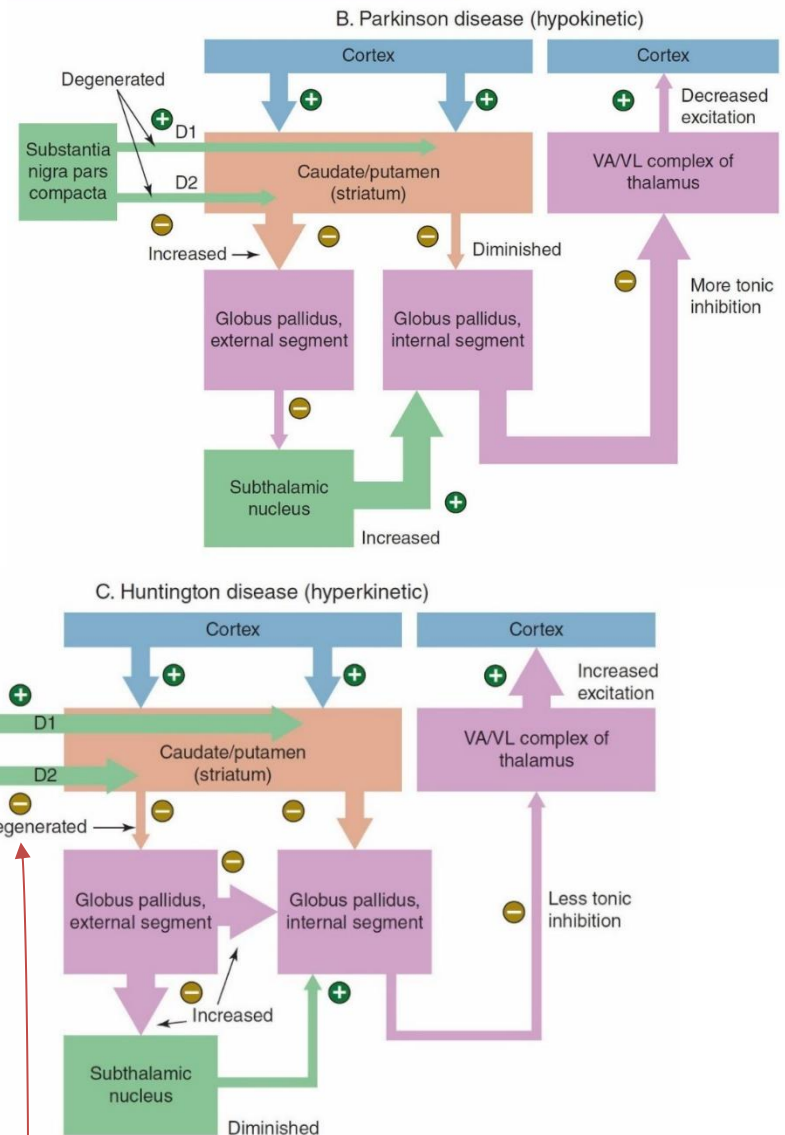 B. Parkinson disease (hypokinetic)
Cortex
Cortex
Degenerated
+
+
+
+
Decreased
excitation
D1
Substantia
nigra pars
compacta
Caudate/putamen
(striatum)
VA/VL complex of
thalamus
D2
−
−
−
Increased
Diminished
−
More tonic
inhibition
Globus pallidus,
external segment
Globus pallidus,
internal segment
−
Subthalamic
nucleus
+
Increased
C. Huntington disease (hyperkinetic)
Cortex
Cortex
+
+
+
Increased
excitation
+
D1
Caudate/putamen
(striatum)
VA/VL complex of
thalamus
D2
−
−
−
egenerated
−
Globus pallidus,
external segment
Globus pallidus,
internal segment
−
Less tonic
inhibition
−
+
Increased
Subthalamic
nucleus
Diminished